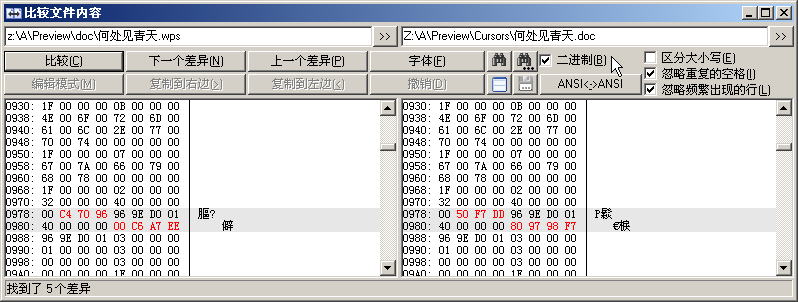 比较文件内容
z:\A\Preview\doc\何处见青天.wps >> Z:\A\Preview\Cursors\何处见青天.doc >>
比较(C) 下一个差异(N) 上一个差异(P) 字体(F) 二进制(B) 区分大小写(E)
忽略重复的空格(I)
编辑模式(M) 复制到右边(>) 复制到左边(<) 撤销(D) ANSI<->ANSI 忽略频繁出现的行(L)
0930: 1F 00 00 00 0B 00 00 00 0930: 1F 00 00 00 0B 00 00 00
0938: 4E 00 6F 00 72 00 6D 00 0938: 4E 00 6F 00 72 00 6D 00
0940: 61 00 6C 00 2E 00 77 00 0940: 61 00 6C 00 2E 00 77 00
0948: 70 00 74 00 00 00 00 00 0948: 70 00 74 00 00 00 00 00
0950: 1F 00 00 00 07 00 00 00 0950: 1F 00 00 00 07 00 00 00
0958: 67 00 7A 00 66 00 79 00 0958: 67 00 7A 00 66 00 79 00
0960: 68 00 78 00 00 00 00 00 0960: 68 00 78 00 00 00 00 00
0968: 1F 00 00 00 02 00 00 00 0968: 1F 00 00 00 02 00 00 00
0970: 32 00 00 00 40 00 00 00 0970: 32 00 00 00 40 00 00 00
0978: 00 C4 70 96 96 9E D0 01 膒? 0978: 00 50 F7 DD 96 9E D0 01 P鬏
0980: 40 00 00 00 00 C6 A7 EE 0980: 40 00 00 00 80 97 98 F7 €棙
0988: 96 9E D0 01 03 00 00 00 0988: 96 9E D0 01 03 00 00 00
0990: 01 00 00 00 03 00 00 00 0990: 01 00 00 00 03 00 00 00
0998: 00 00 00 00 03 00 00 00 0998: 00 00 00 00 03 00 00 00
09A0: 00 00 00 00 1F 00 00 00 09A0: 00 00 00 00 1F 00 00 00
找到了 5个差异